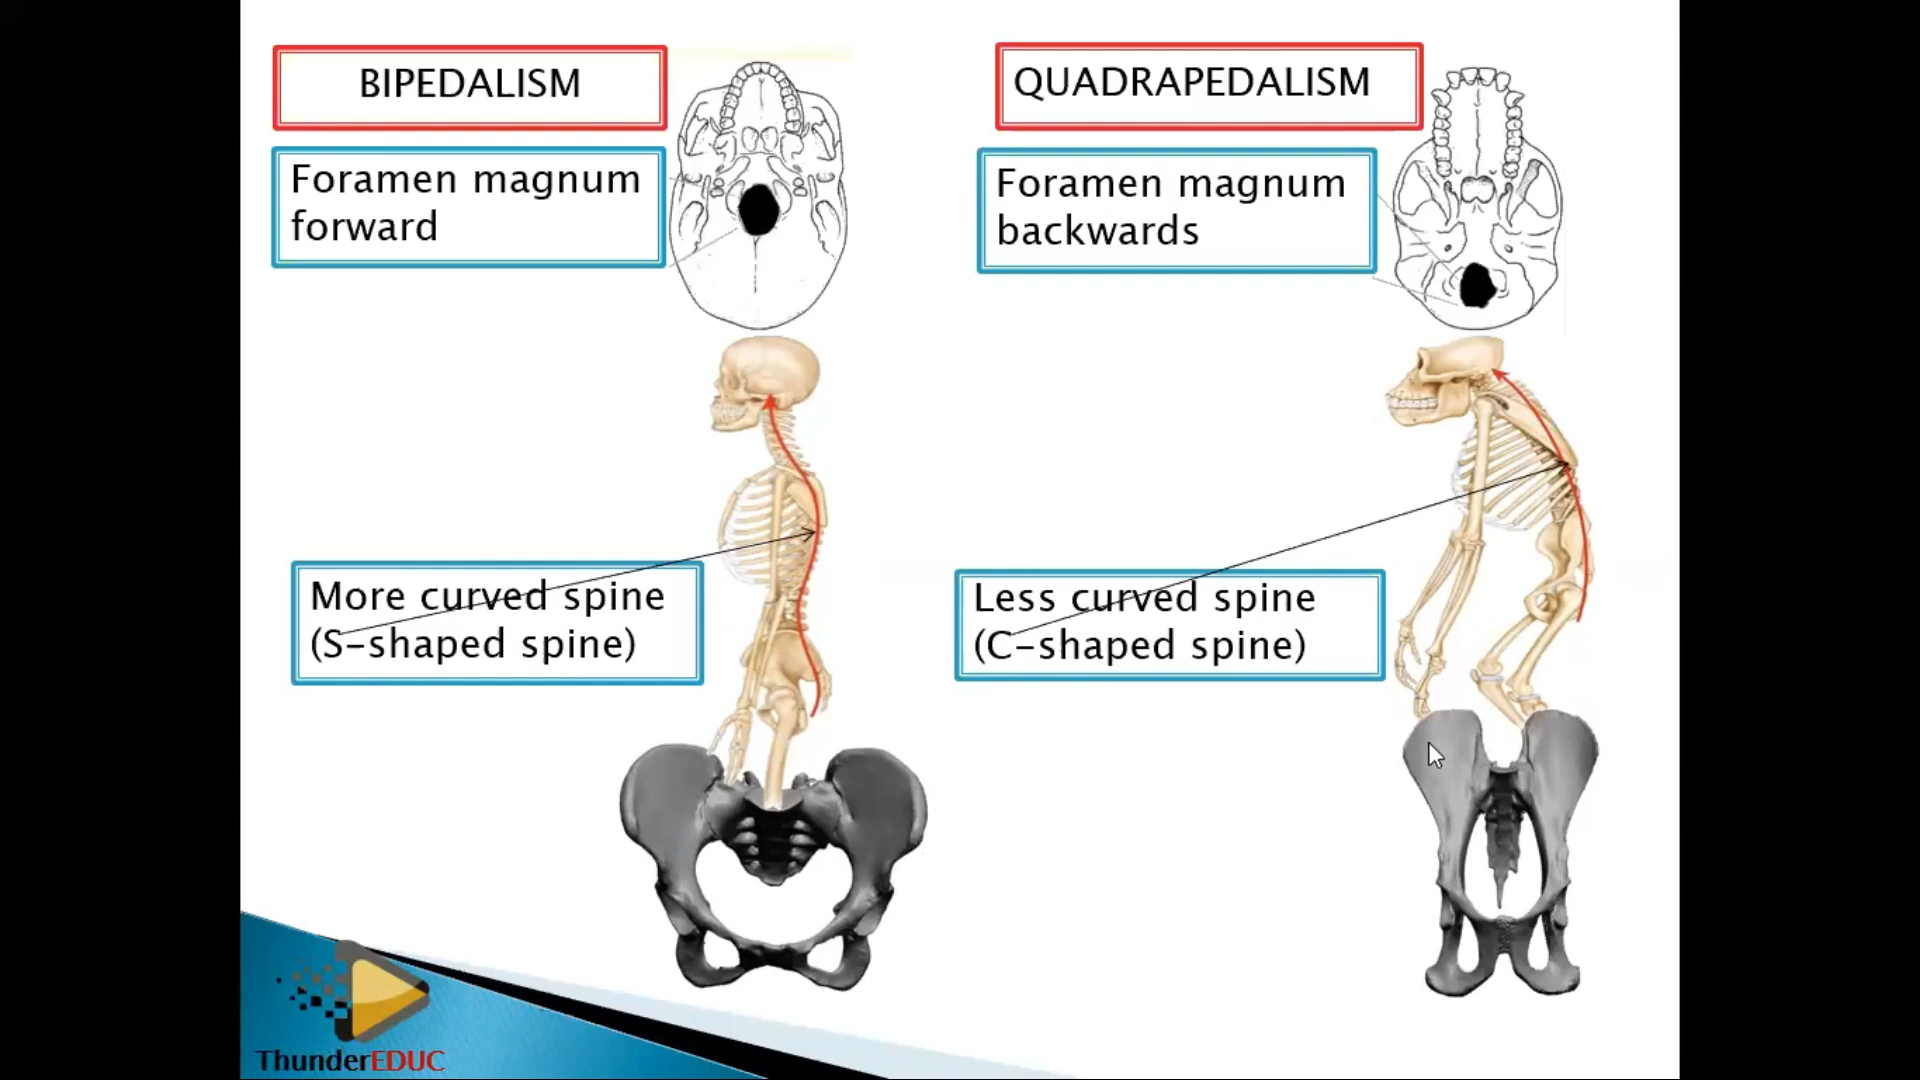 BIPEDALISM
Foramen magnum
forward
More curved spine
(S-shaped spine)
QUADRAPEDALISM
Foramen magnum
backwards
Less curved spine
(C-shaped spine)
ThunderEDUC